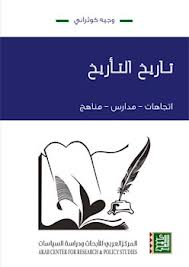 وجيه كوثراني
تاريخ التأريخ
اتجاهات - مدارس - مناهج
المركز العربي للأبحاث ودراسة السياسات
ARAB CENTER FOR RESEARCH & POLICY STUDIES